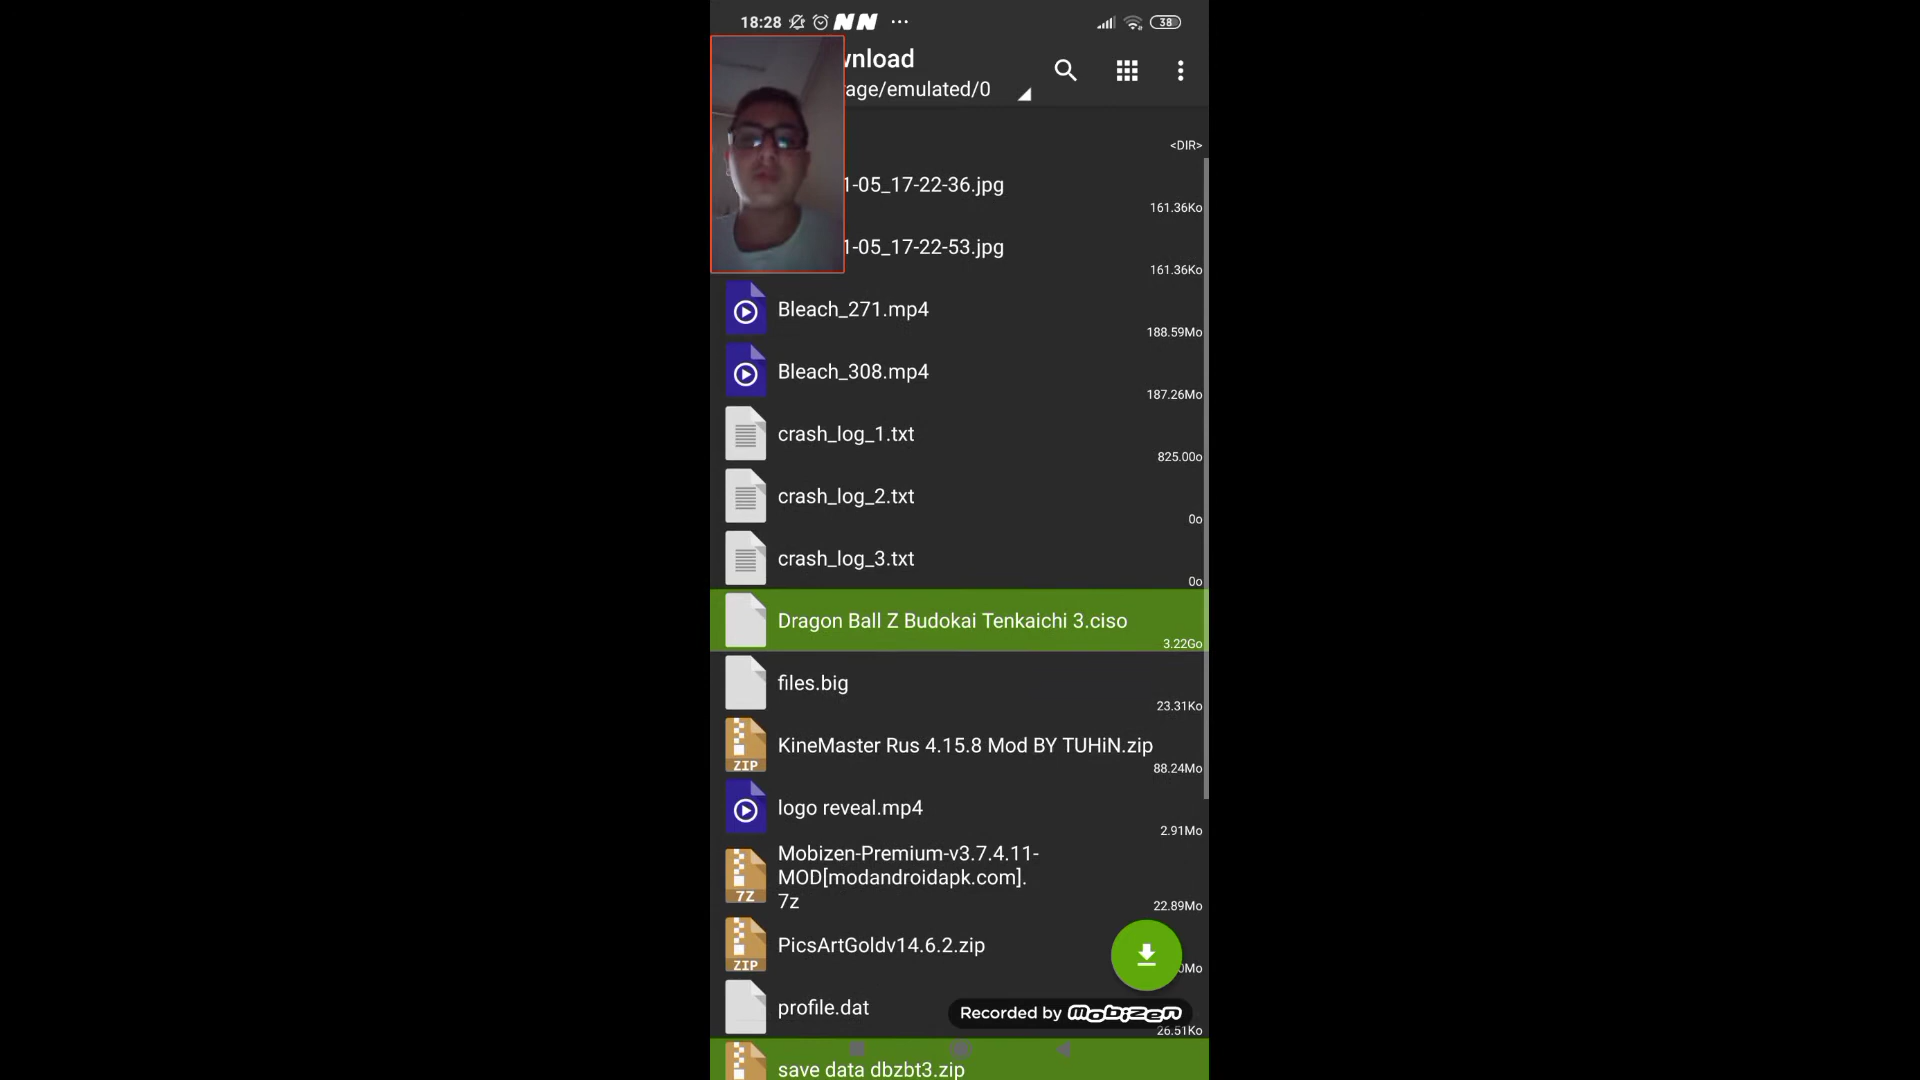 18:28 NN ... 38
wnload
age/emulated/0
<DIR>
1-05_17-22-36.jpg
161.36Ko
1-05_17-22-53.jpg
161.36Ko
Bleach_271.mp4
188.59Mo
Bleach_308.mp4
187.26Mo
crash_log_1.txt
825.00o
crash_log_2.txt
0o
crash_log_3.txt
0o
Dragon Ball Z Budokai Tenkaichi 3.ciso
3.22Go
files.big
23.31Ko
KineMaster Rus 4.15.8 Mod BY TUHiN.zip
ZIP
88.24Mo
logo reveal.mp4
2.91Mo
Mobizen-Premium-v3.7.4.11-
MOD[modandroidapk.com].
7z
7Z
22.89Mo
PicsArtGoldv14.6.2.zip
ZIP
0Mo
profile.dat
Recorded by mobizen
26.51Ko
save data dbzbt3.zip